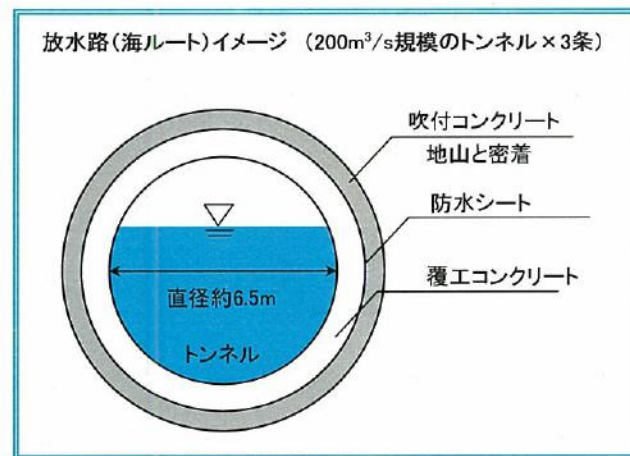 放水路(海ルート)イメージ (200m³/s規模のトンネル×3条)
吹付コンクリート
地山と密着
防水シート
覆工コンクリート
直径約6.5m
トンネル